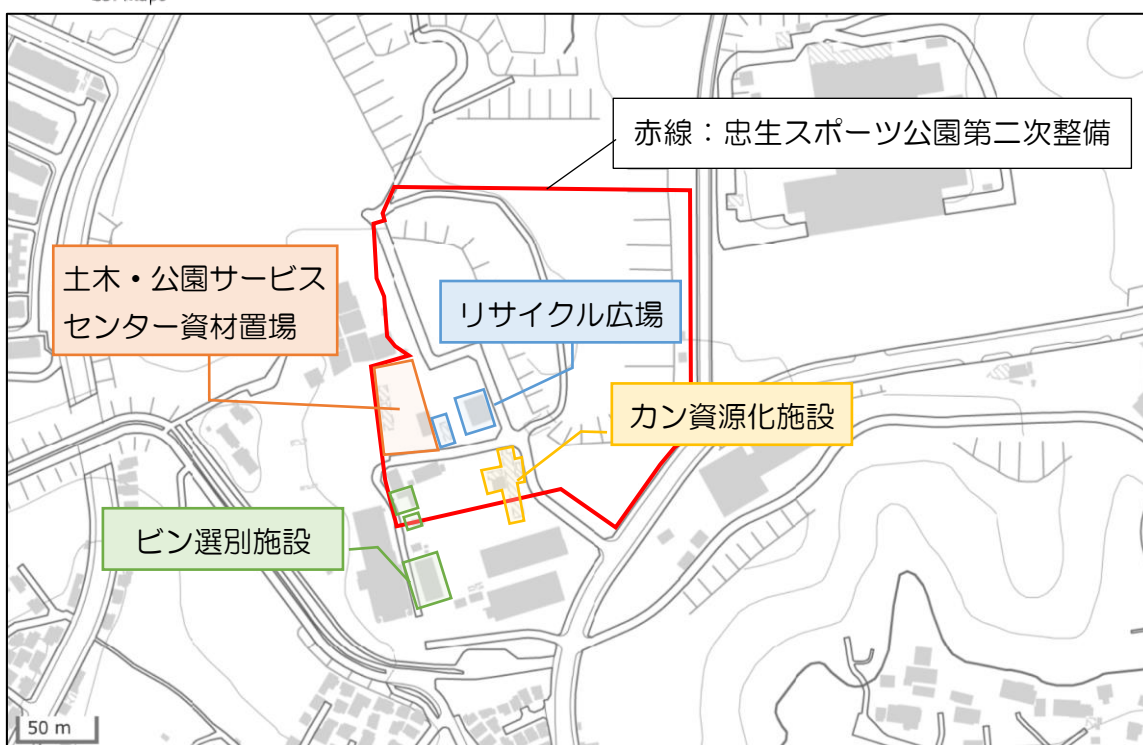 赤線：忠生スポーツ公園第二次整備
土木・公園サービス
センター資材置場
リサイクル広場
カン資源化施設
ビン選別施設
50 m